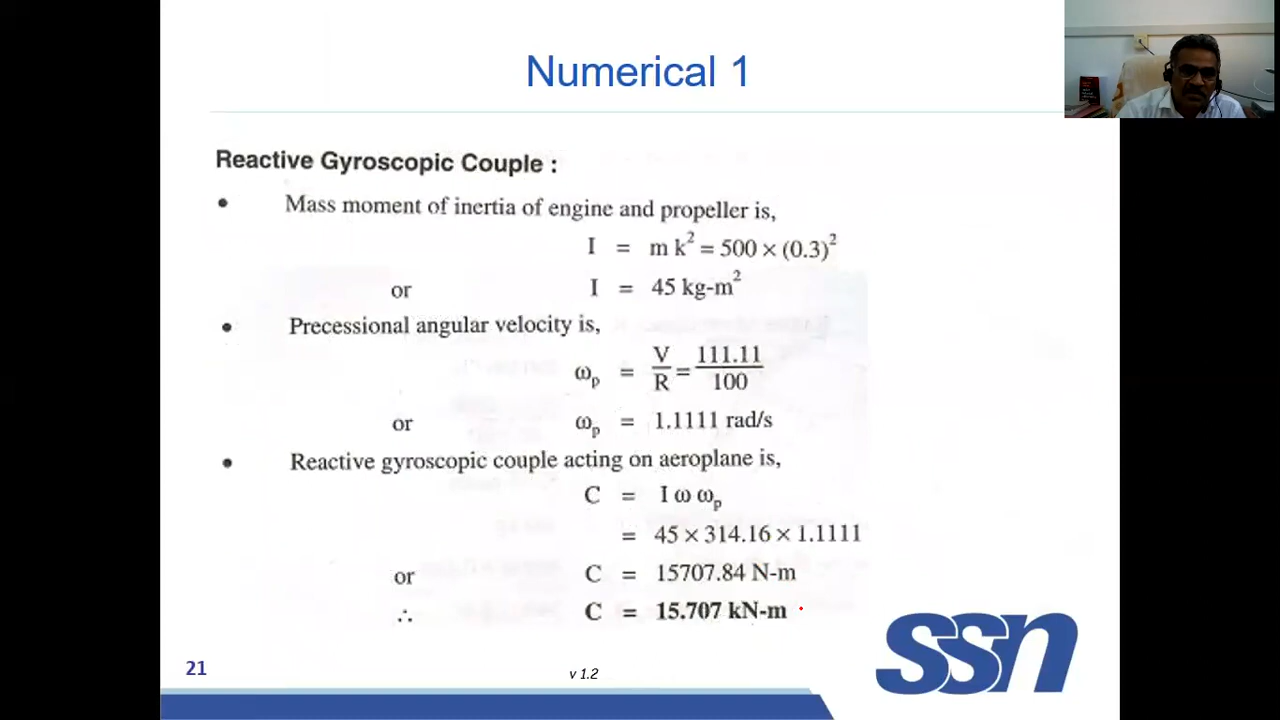 Numerical 1
Reactive Gyroscopic Couple :
• Mass moment of inertia of engine and propeller is,
I = m k² = 500 × (0.3)²
or I = 45 kg-m²
• Precessional angular velocity is,
ωp = V/R = 111.11/100
or ωp = 1.1111 rad/s
• Reactive gyroscopic couple acting on aeroplane is,
C = I ω ωp
= 45 × 314.16 × 1.1111
or C = 15707.84 N-m
∴ C = 15.707 kN-m
ssn
21
v 1.2